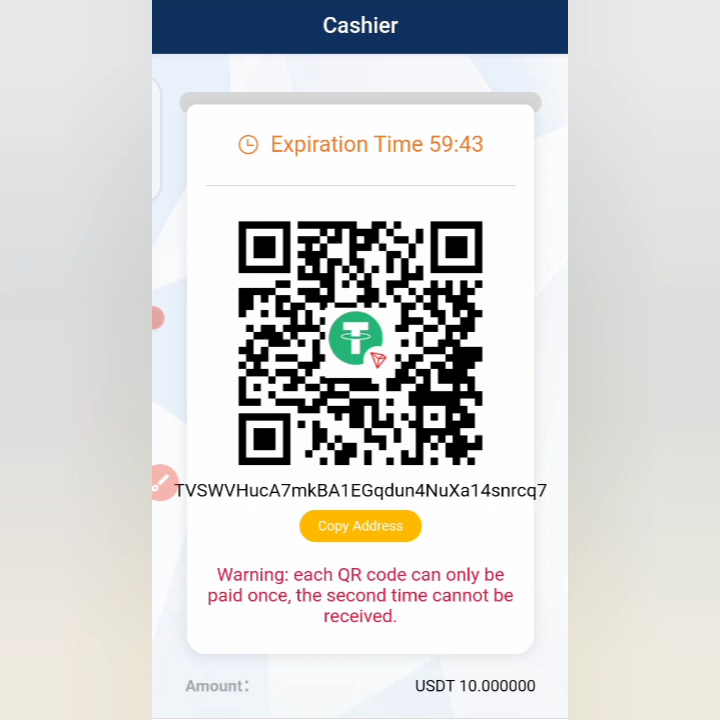 Cashier
Expiration Time 59:43
TVSWVHucA7mkBA1EGqdun4NuXa14snrcq7
Copy Address
Warning: each QR code can only be
paid once, the second time cannot be
received.
Amount: USDT 10.000000